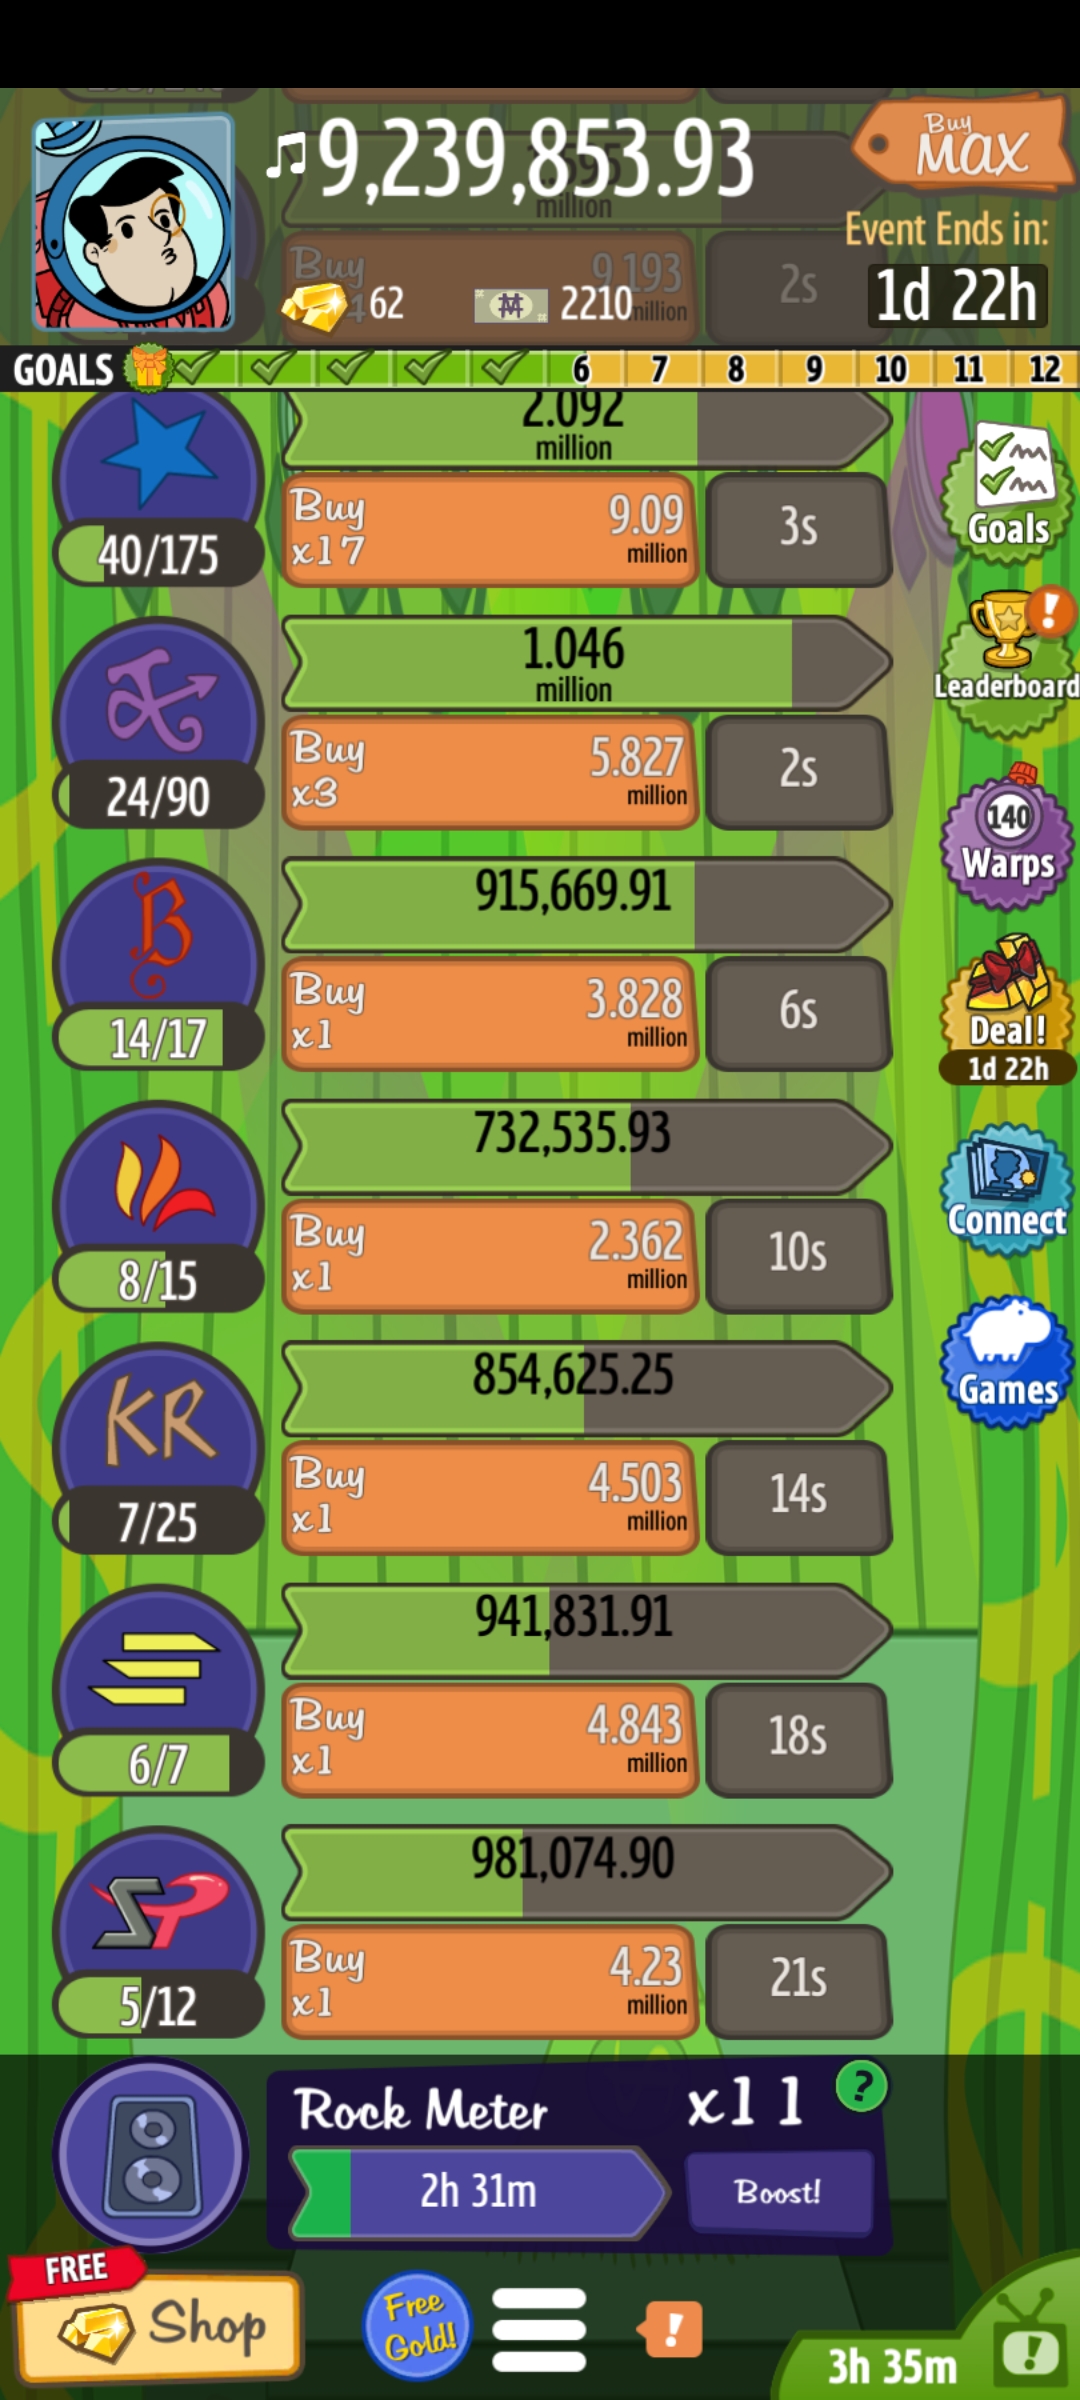 9,239,853.93
Buy
MAX
million
Event Ends in:
Buy
9.193
million
2s
62
2210
1d 22h
GOALS
6 7 8 9 10 11 12
2.092
million
40/175
Buy
x17
9.09
million
3s
Goals
1.046
million
24/90
Buy
x3
5.827
million
2s
Leaderboard
915,669.91
14/17
Buy
x1
3.828
million
6s
140
Warps
732,535.93
8/15
Buy
x1
2.362
million
10s
Deal!
1d 22h
854,625.25
KR
7/25
Buy
x1
4.503
million
14s
Connect
941,831.91
6/7
Buy
x1
4.843
million
18s
Games
981,074.90
5/12
Buy
x1
4.23
million
21s
B
SP
Rock Meter
x11
?
2h 31m
Boost!
FREE
Shop
Free
Gold!
!
3h 35m
!